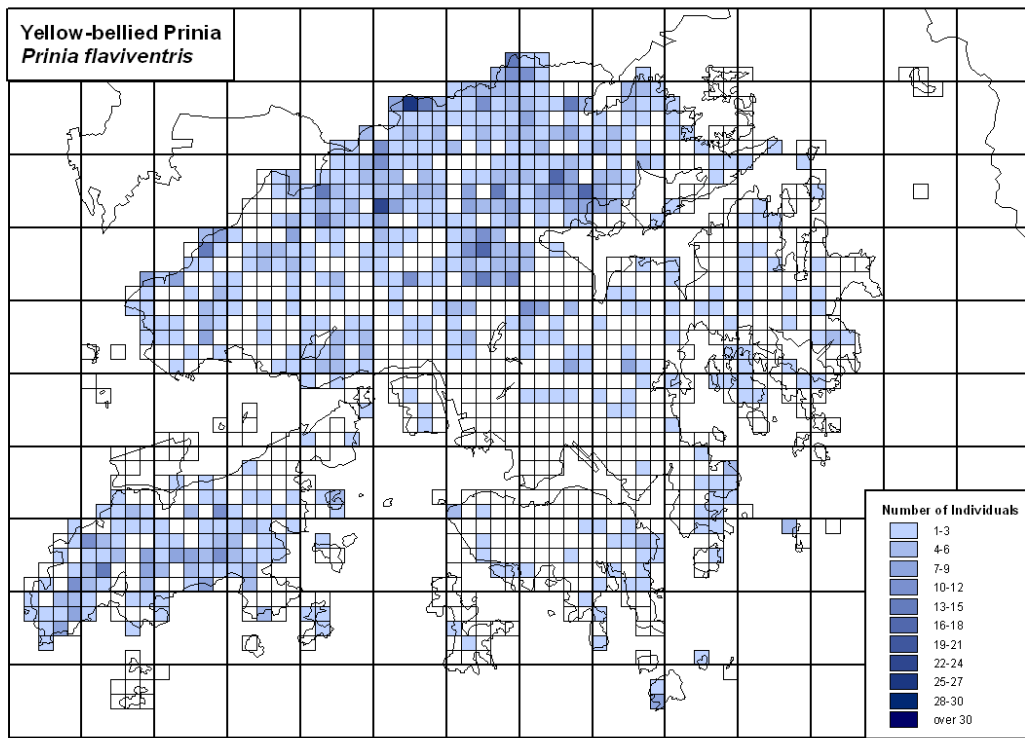 Yellow-bellied Prinia
Prinia flaviventris
Number of Individuals
1-3
4-6
7-9
10-12
13-15
16-18
19-21
22-24
25-27
28-30
over 30